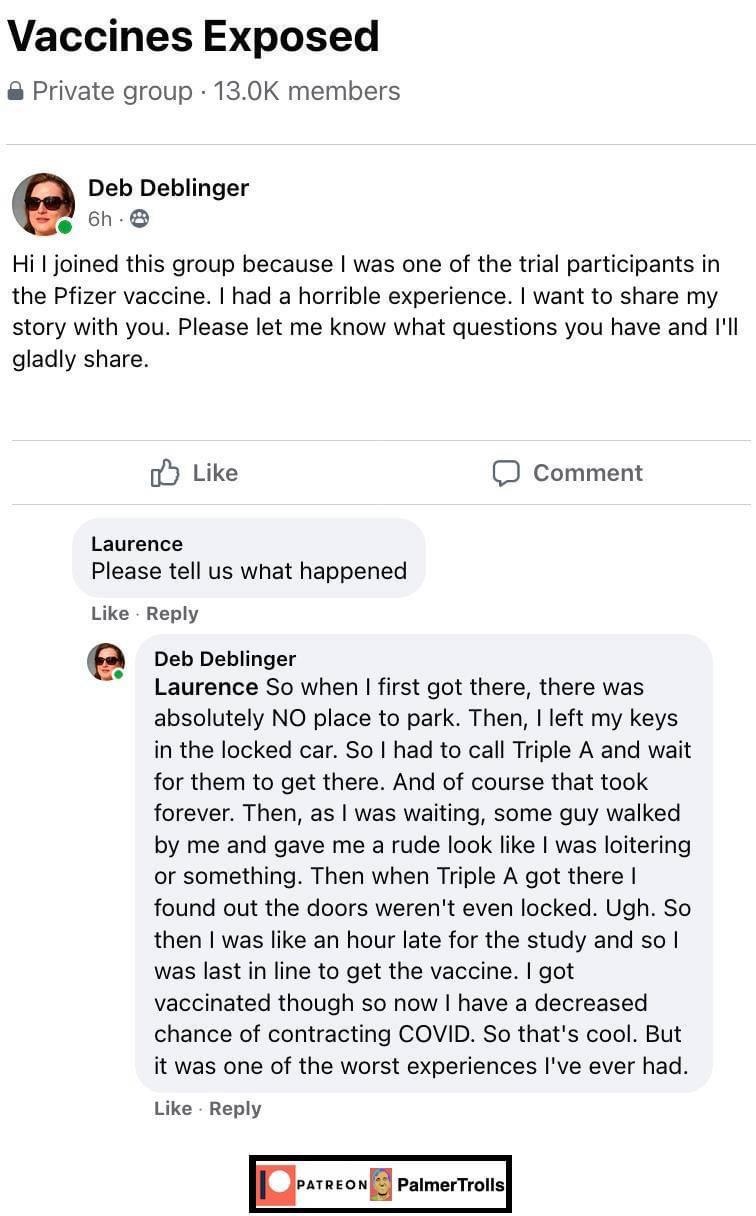 Vaccines Exposed
Private group · 13.0K members
Deb Deblinger
6h ·
Hi I joined this group because I was one of the trial participants in
the Pfizer vaccine. I had a horrible experience. I want to share my
story with you. Please let me know what questions you have and I'll
gladly share.
Like Comment
Laurence
Please tell us what happened
Like · Reply
Deb Deblinger
Laurence So when I first got there, there was
absolutely NO place to park. Then, I left my keys
in the locked car. So I had to call Triple A and wait
for them to get there. And of course that took
forever. Then, as I was waiting, some guy walked
by me and gave me a rude look like I was loitering
or something. Then when Triple A got there I
found out the doors weren't even locked. Ugh. So
then I was like an hour late for the study and so I
was last in line to get the vaccine. I got
vaccinated though so now I have a decreased
chance of contracting COVID. So that's cool. But
it was one of the worst experiences I've ever had.
Like · Reply
PATREON PalmerTrolls